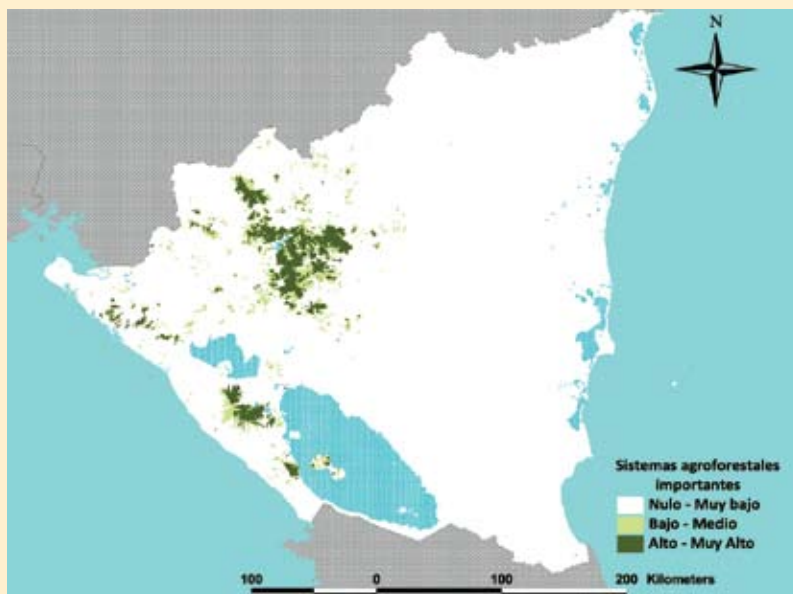 N
Sistemas agroforestales
importantes
Nulo - Muy bajo
Bajo - Medio
Alto - Muy Alto
100 0 100 200 Kilometers